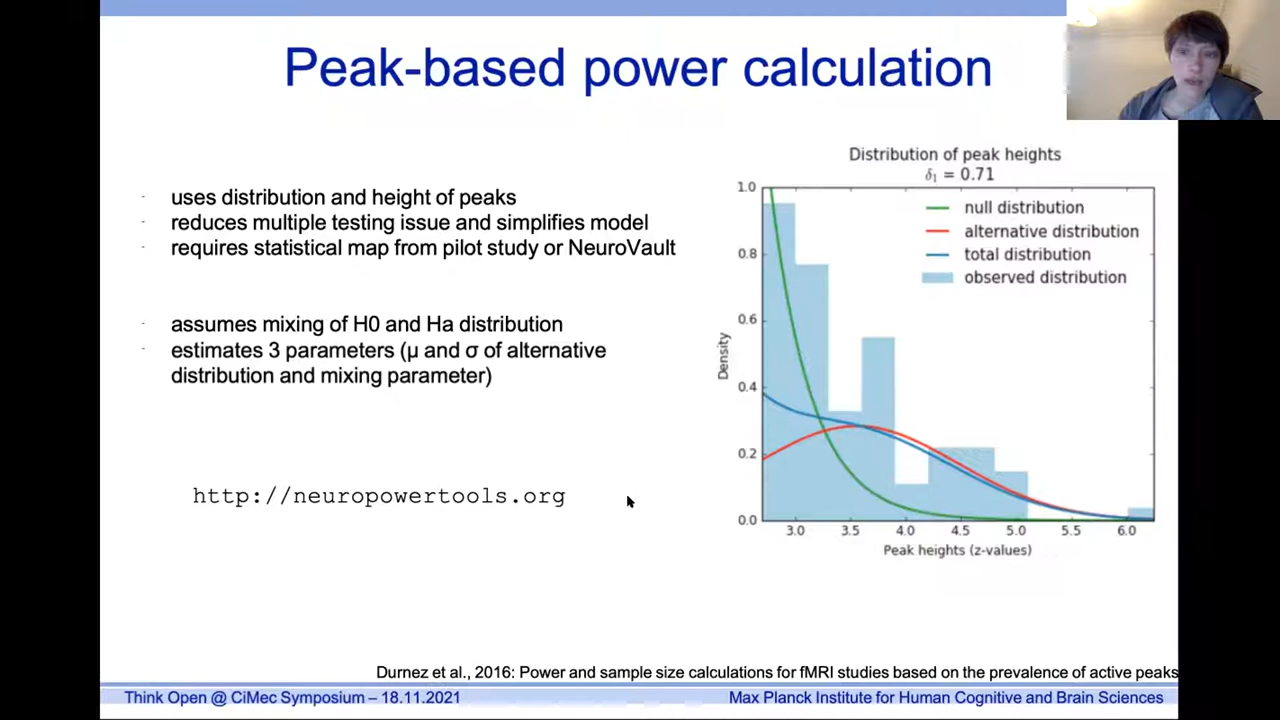 Peak-based power calculation
- uses distribution and height of peaks
- reduces multiple testing issue and simplifies model
- requires statistical map from pilot study or NeuroVault
- assumes mixing of H0 and Ha distribution
- estimates 3 parameters (μ and σ of alternative
distribution and mixing parameter)
http://neuropowertools.org
Distribution of peak heights
δ₁ = 0.71
null distribution
alternative distribution
total distribution
observed distribution
Density
1.0
0.8
0.6
0.4
0.2
0.0
3.0 3.5 4.0 4.5 5.0 5.5 6.0
Peak heights (z-values)
Durnez et al., 2016: Power and sample size calculations for fMRI studies based on the prevalence of active peaks
Think Open @ CiMec Symposium – 18.11.2021
Max Planck Institute for Human Cognitive and Brain Sciences